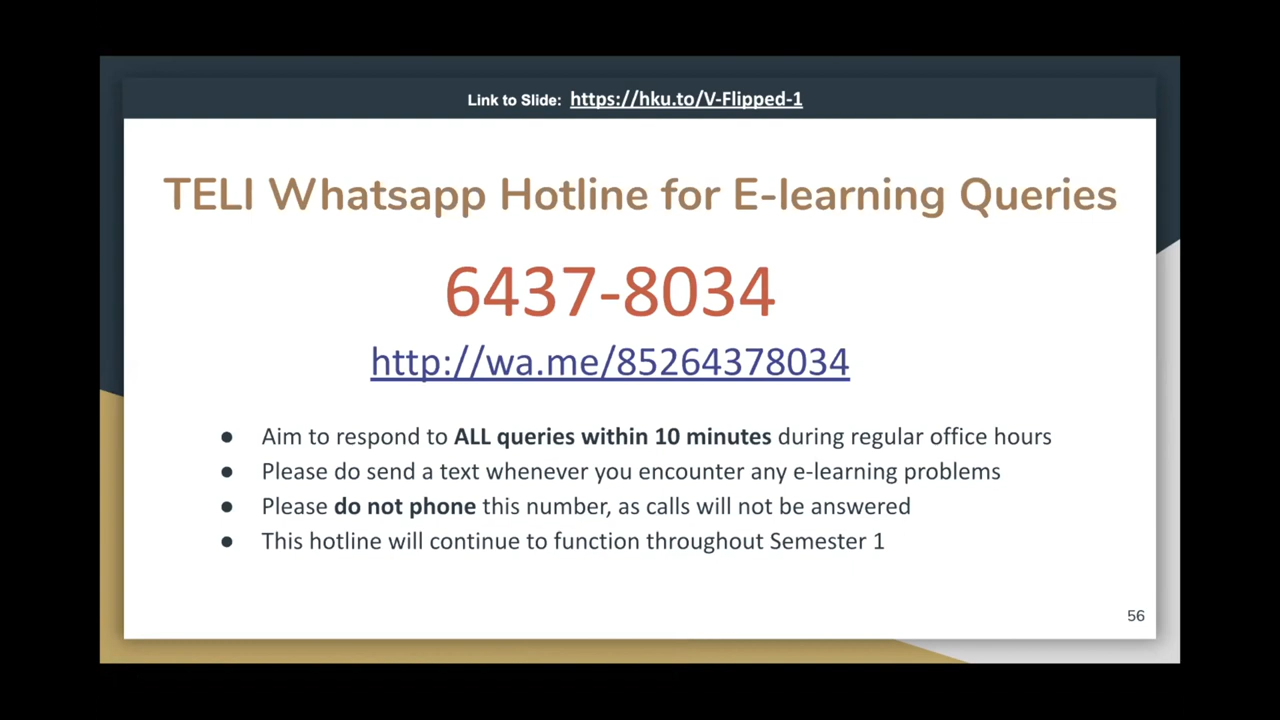 Link to Slide: https://hku.to/V-Flipped-1
TELI Whatsapp Hotline for E-learning Queries
6437-8034
http://wa.me/85264378034
● Aim to respond to ALL queries within 10 minutes during regular office hours
● Please do send a text whenever you encounter any e-learning problems
● Please do not phone this number, as calls will not be answered
● This hotline will continue to function throughout Semester 1
56